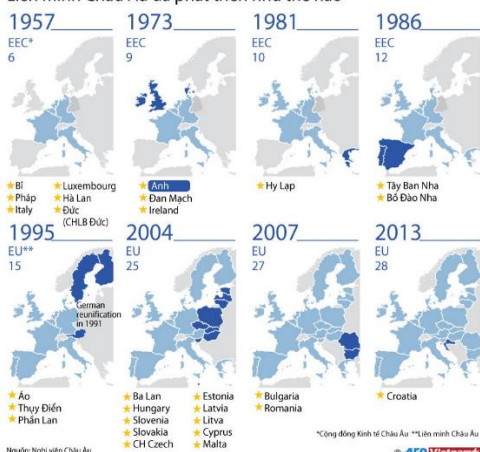 Liên minh Châu Âu đã phát triển như thế nào
1957
EEC*
6
★Bỉ
★Pháp
★Italy
★Luxembourg
★Hà Lan
★Đức
(CHLB Đức)
1973
EEC
9
★Anh
★Đan Mạch
★Ireland
1981
EEC
10
★Hy Lạp
1986
EEC
12
★Tây Ban Nha
★Bồ Đào Nha
1995
EU**
15
German
reunification
in 1991
★Áo
★Thụy Điển
★Phần Lan
2004
EU
25
★Ba Lan
★Hungary
★Slovenia
★Slovakia
★CH Czech
★Estonia
★Latvia
★Litva
★Cyprus
★Malta
2007
EU
27
★Bulgaria
★Romania
2013
EU
28
★Croatia
*Cộng đồng Kinh tế Châu Âu **Liên minh Châu Âu
Nguồn: Nghị viện Châu Âu